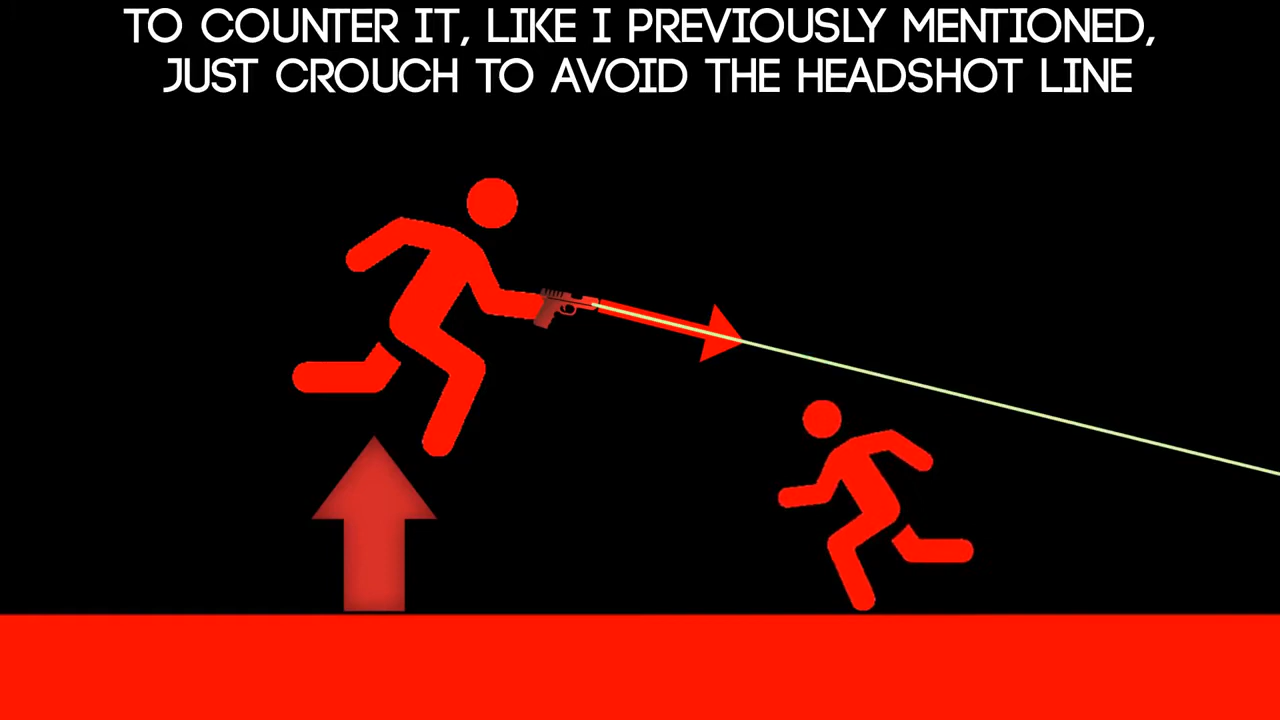 TO COUNTER IT, LIKE I PREVIOUSLY MENTIONED,
JUST CROUCH TO AVOID THE HEADSHOT LINE